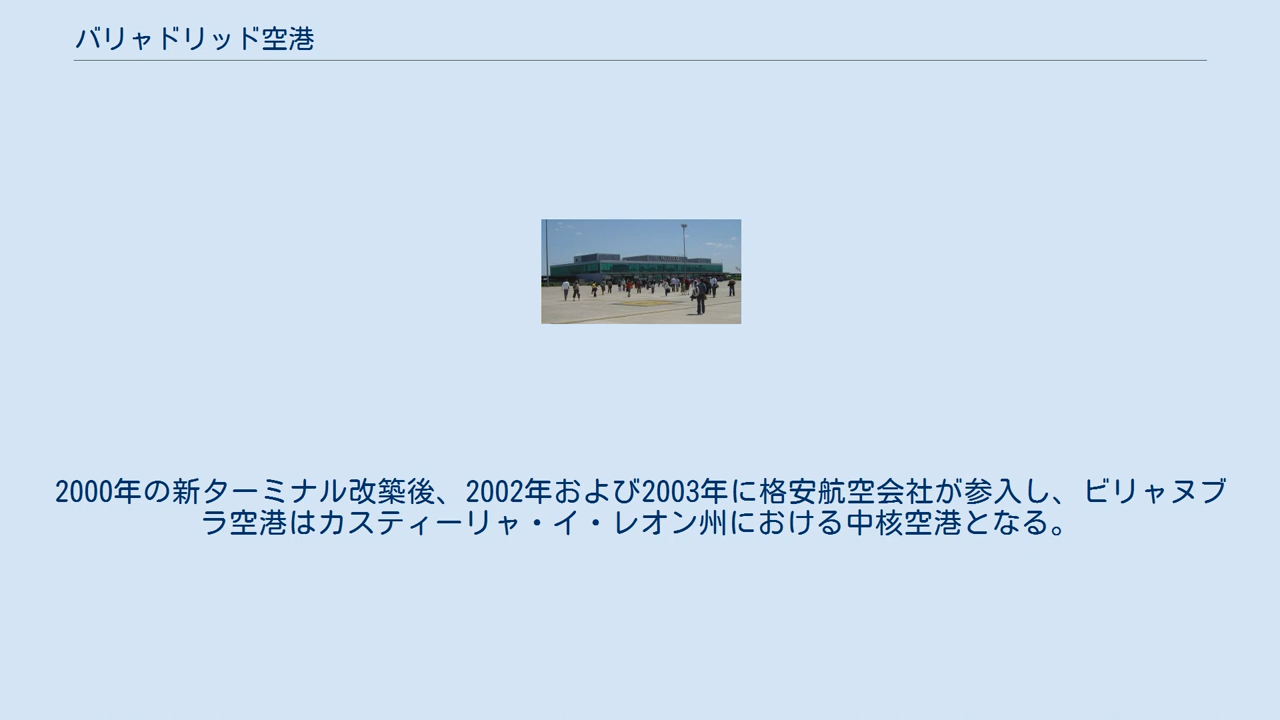 バリャドリッド空港
2000年の新ターミナル改築後、2002年および2003年に格安航空会社が参入し、ビリャヌブ
ラ空港はカスティーリャ・イ・レオン州における中核空港となる。